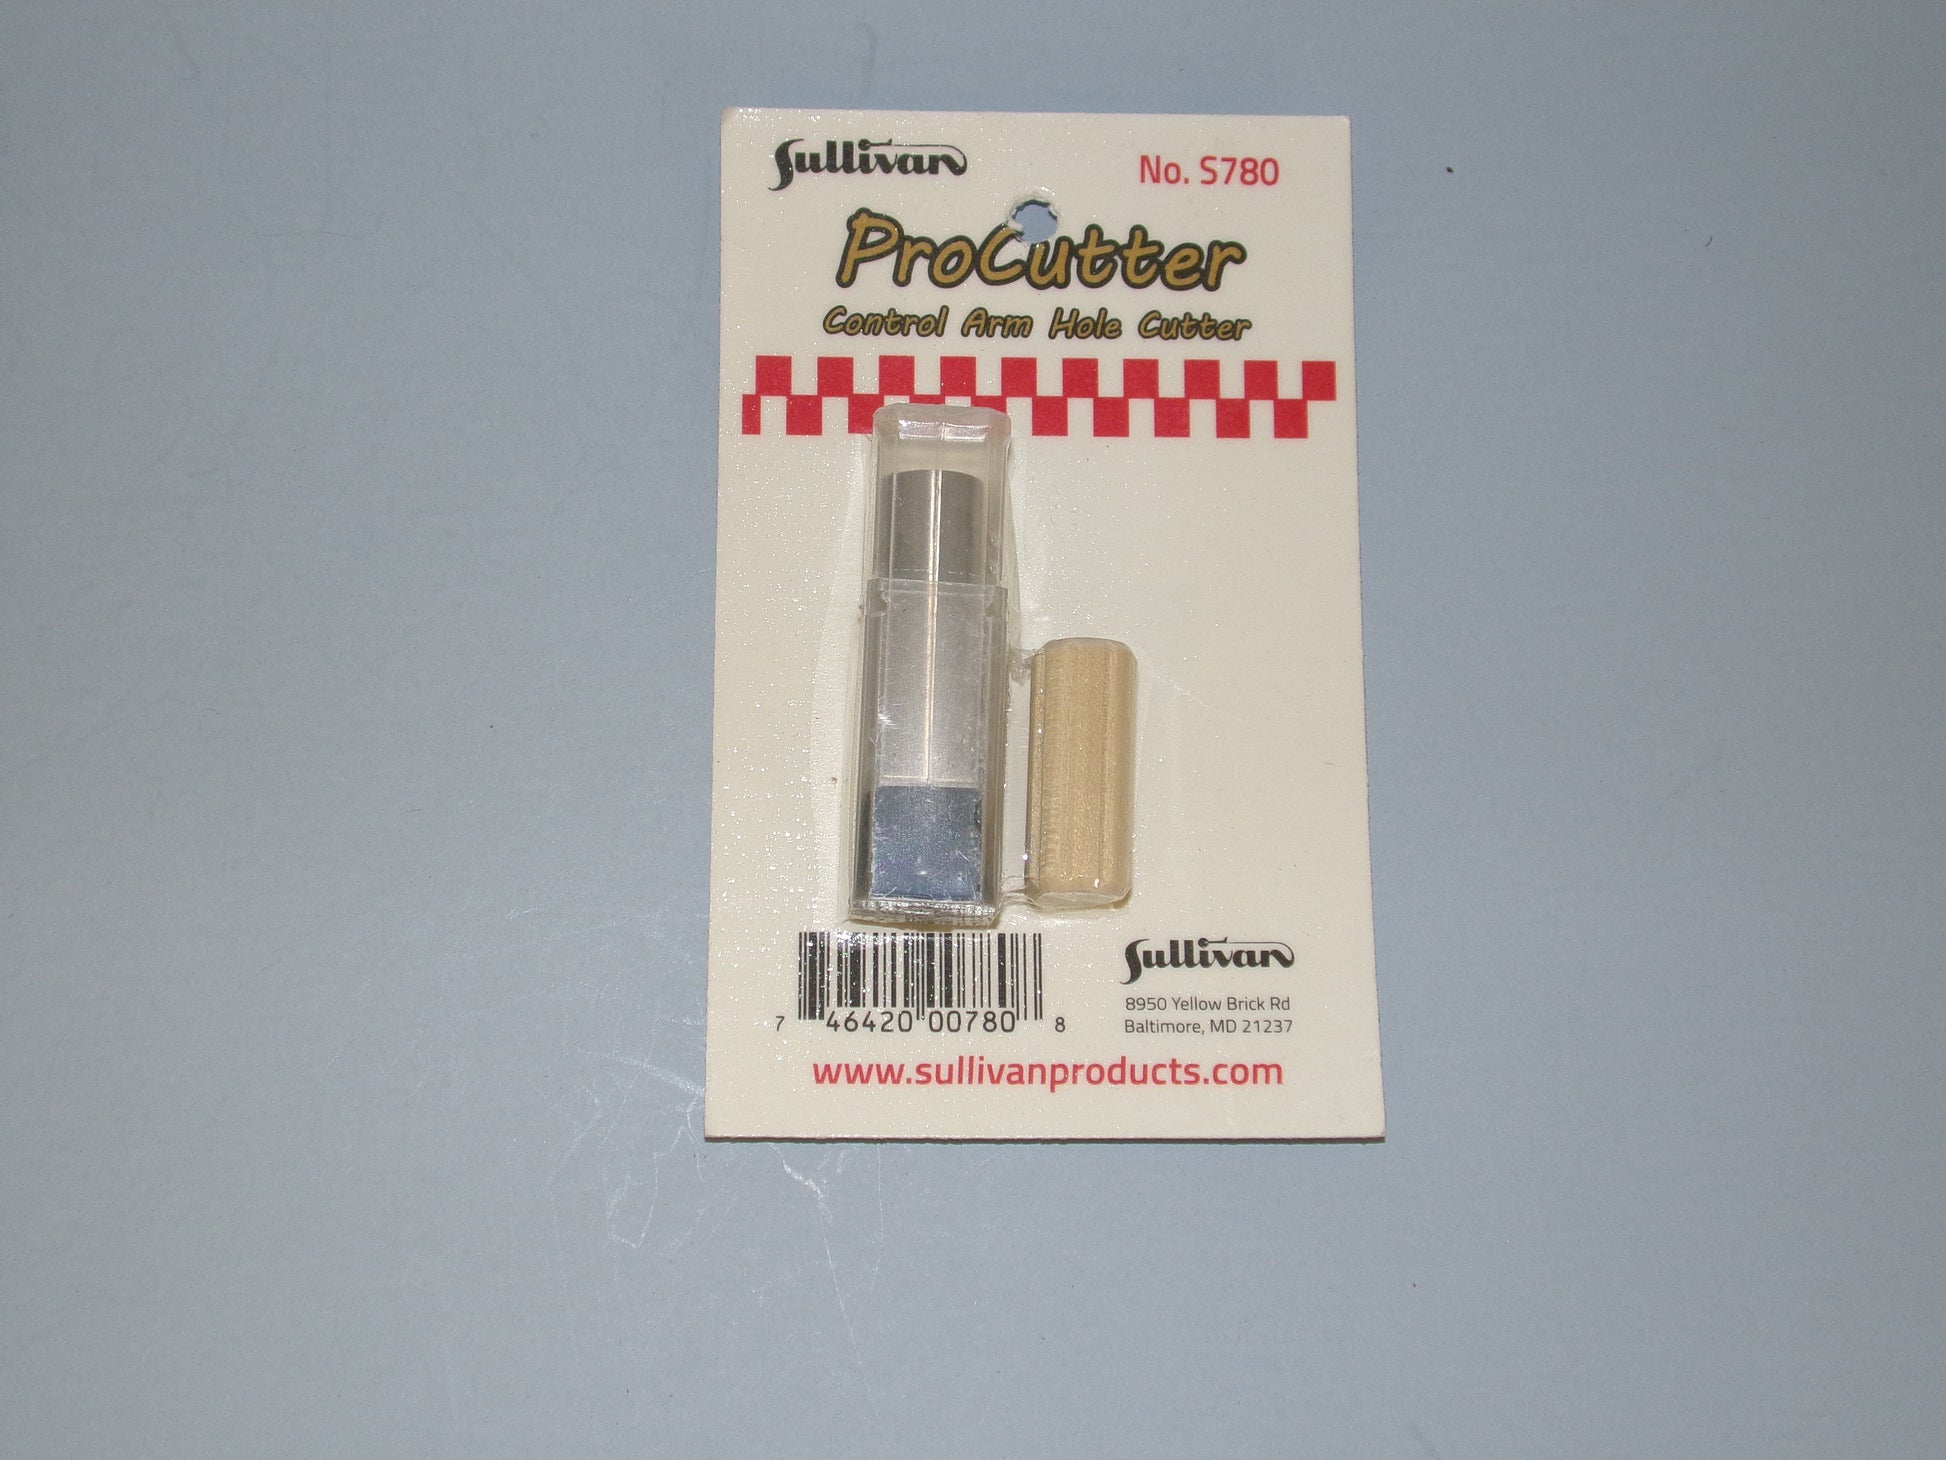 Sullivan
No. S780
ProCutter
Control Arm Hole Cutter
7 46420 00780 8
Sullivan
8950 Yellow Brick Rd
Baltimore, MD 21237
www.sullivanproducts.com